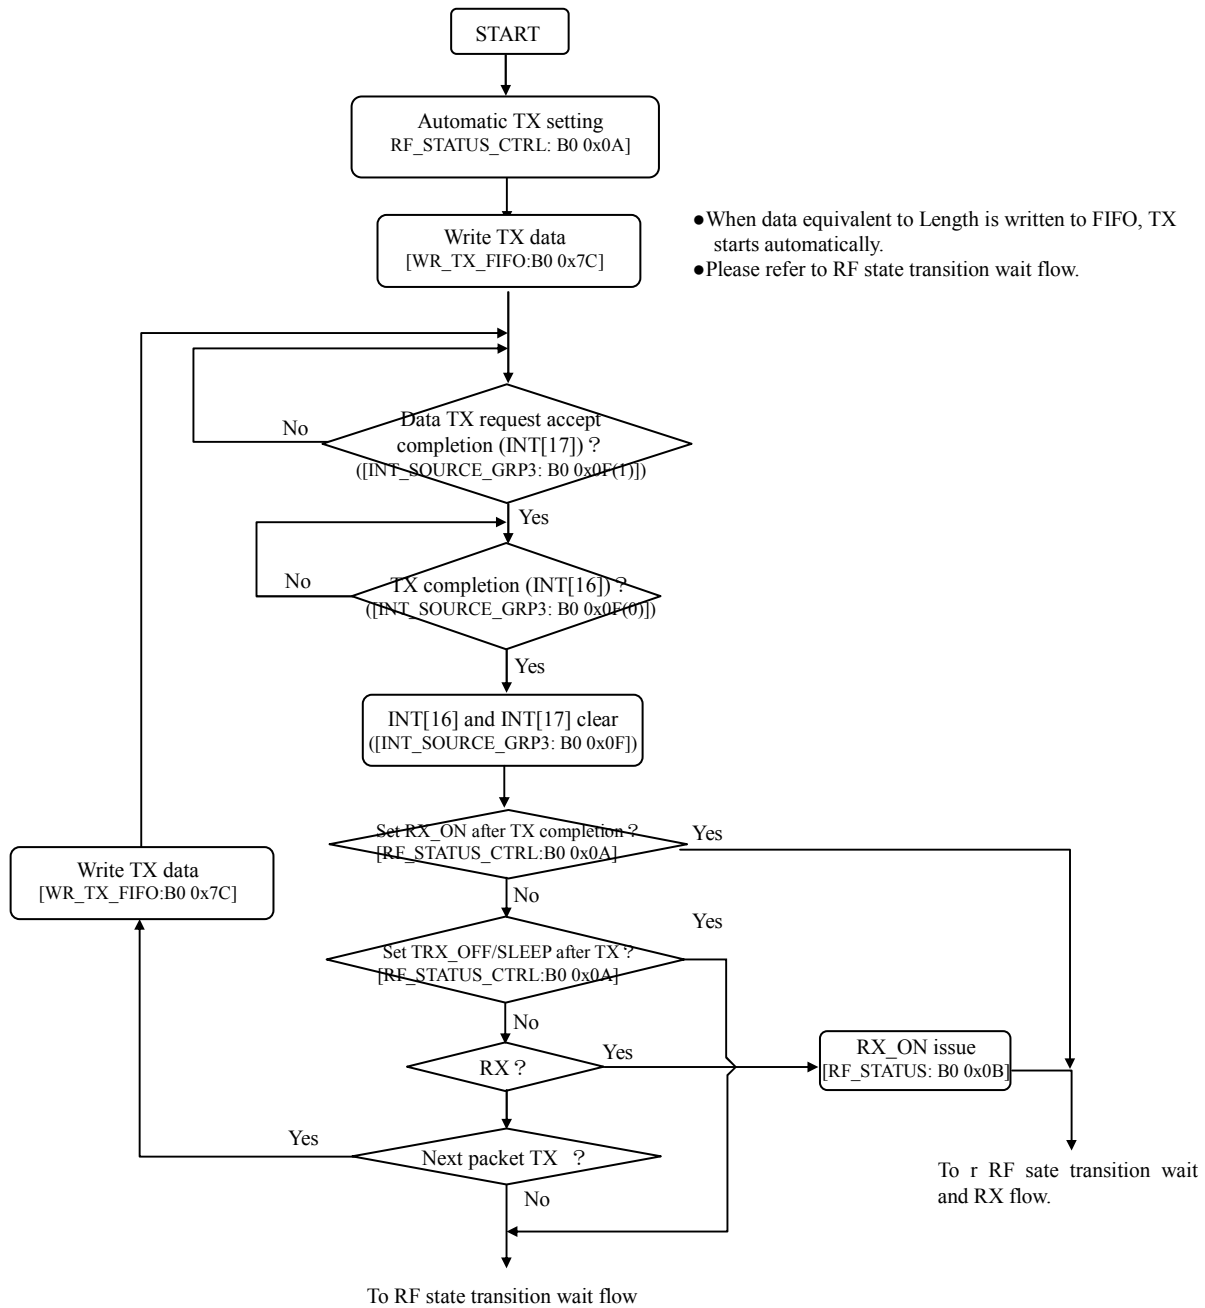 START
Automatic TX setting
RF_STATUS_CTRL: B0 0x0A]
Write TX data
[WR_TX_FIFO:B0 0x7C]
●When data equivalent to Length is written to FIFO, TX
starts automatically.
●Please refer to RF state transition wait flow.
No
Data TX request accept
completion (INT[17])？
([INT_SOURCE_GRP3: B0 0x0F(1)])
Yes
No
TX completion (INT[16])？
([INT_SOURCE_GRP3: B0 0x0F(0)])
Yes
INT[16] and INT[17] clear
([INT_SOURCE_GRP3: B0 0x0F])
Set RX_ON after TX completion？
[RF_STATUS_CTRL:B0 0x0A]
Yes
Write TX data
[WR_TX_FIFO:B0 0x7C]
No
Yes
Set TRX_OFF/SLEEP after TX？
[RF_STATUS_CTRL:B0 0x0A]
No
RX？
Yes
RX_ON issue
[RF_STATUS: B0 0x0B]
Yes
Next packet TX ？
No
To r RF sate transition wait
and RX flow.
To RF state transition wait flow